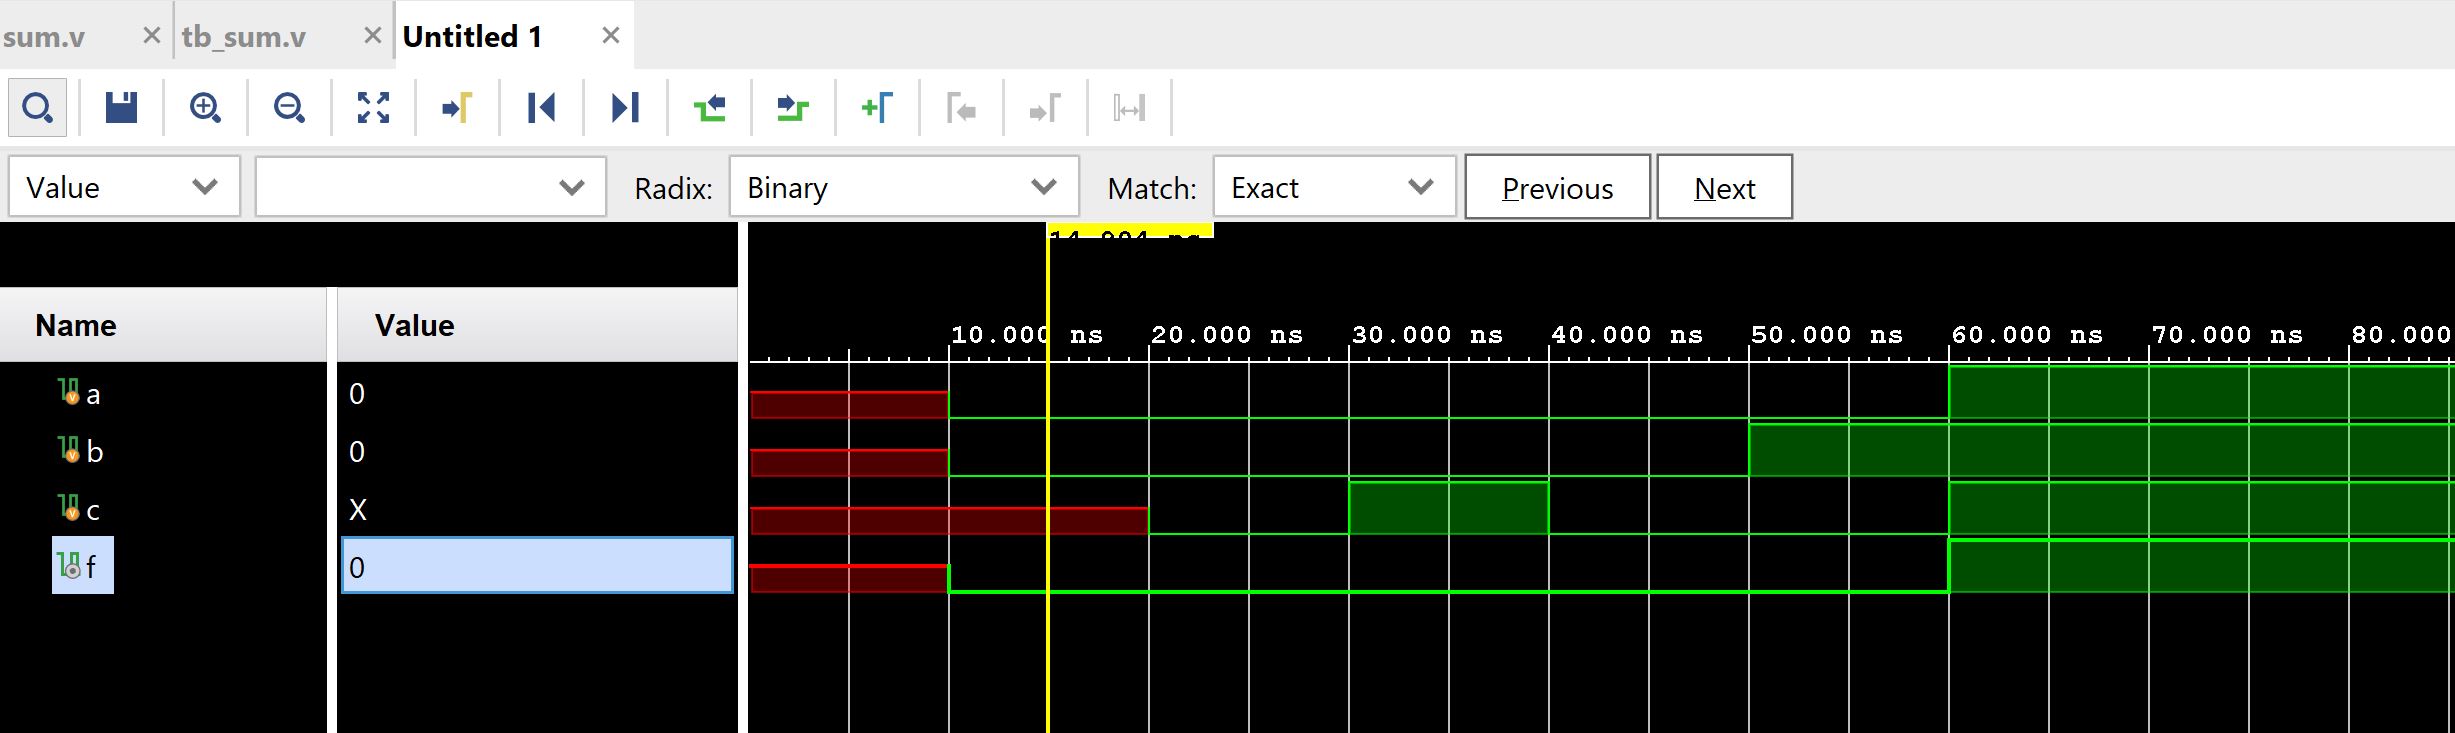 sum.v tb_sum.v Untitled 1
Value Radix: Binary Match: Exact Previous Next
Name Value
10.000 ns 20.000 ns 30.000 ns 40.000 ns 50.000 ns 60.000 ns 70.000 ns 80.000
a 0
b 0
c X
f 0